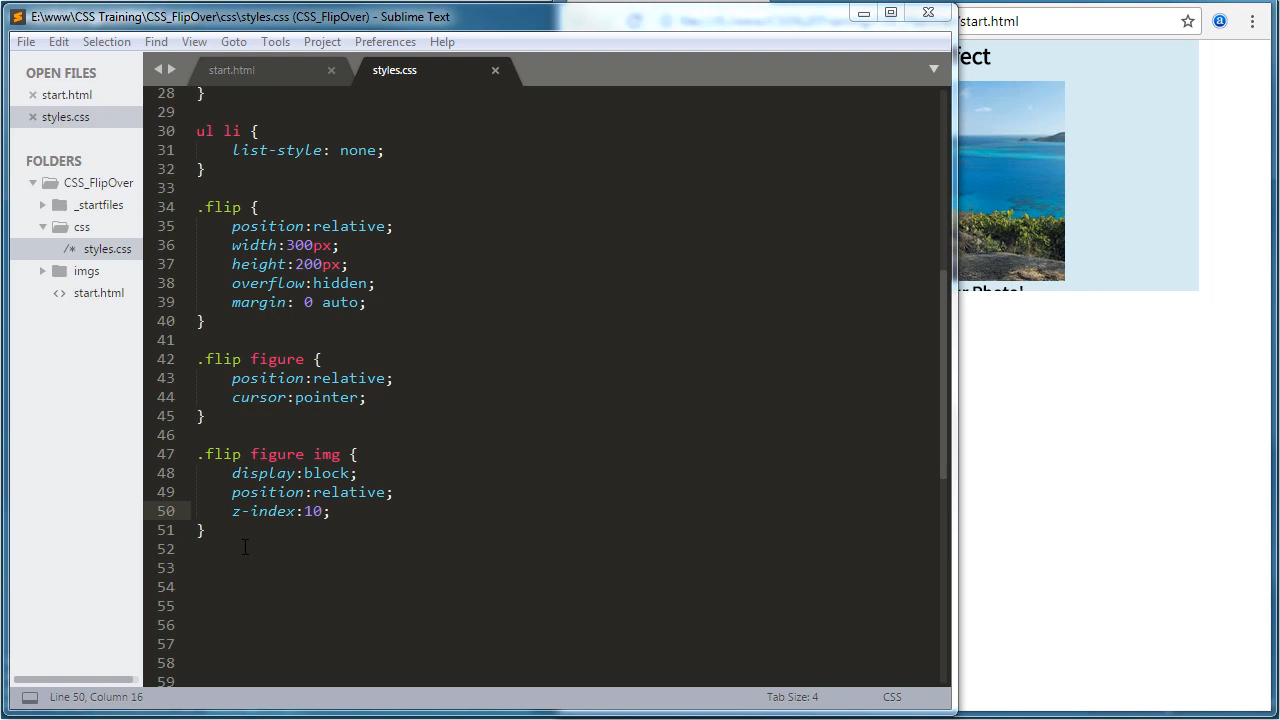 E:\www\CSS Training\CSS_FlipOver\css\styles.css (CSS_FlipOver) - Sublime Text
/start.html
File Edit Selection Find View Goto Tools Project Preferences Help
OPEN FILES
start.html
styles.css
FOLDERS
CSS_FlipOver
_startfiles
css
/* styles.css
imgs
<> start.html
start.html
styles.css
28 }
29
30 ul li {
31 list-style: none;
32 }
33
34 .flip {
35 position:relative;
36 width:300px;
37 height:200px;
38 overflow:hidden;
39 margin: 0 auto;
40 }
41
42 .flip figure {
43 position:relative;
44 cursor:pointer;
45 }
46
47 .flip figure img {
48 display:block;
49 position:relative;
50 z-index:10;
51 }
52
53
54
55
56
57
58
59
Line 50, Column 16
Tab Size: 4
CSS
fect
r Photo!